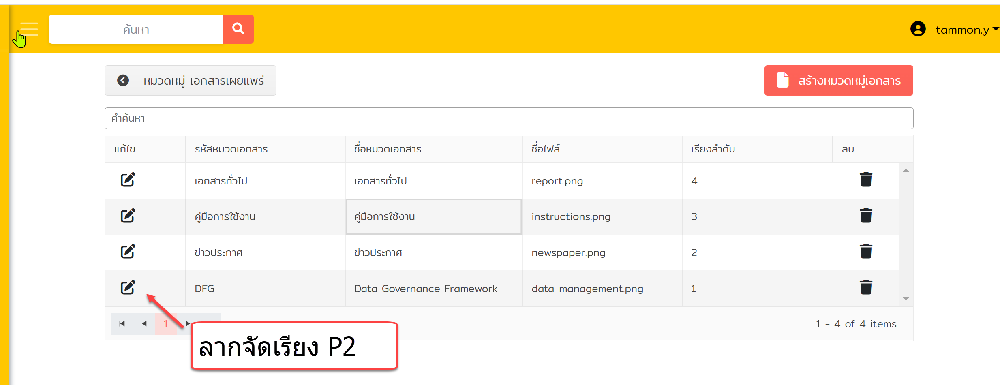 ค้นหา
tammon.y
หมวดหมู่ เอกสารเผยแพร่
สร้างหมวดหมู่เอกสาร
คำค้นหา
แก้ไข รหัสหมวดเอกสาร ชื่อหมวดเอกสาร ชื่อไฟล์ เรียงลำดับ ลบ
เอกสารทั่วไป เอกสารทั่วไป report.png 4
คู่มือการใช้งาน คู่มือการใช้งาน instructions.png 3
ข่าวประกาศ ข่าวประกาศ newspaper.png 2
DFG Data Governance Framework data-management.png 1
1
1 - 4 of 4 items
ลากจัดเรียง P2